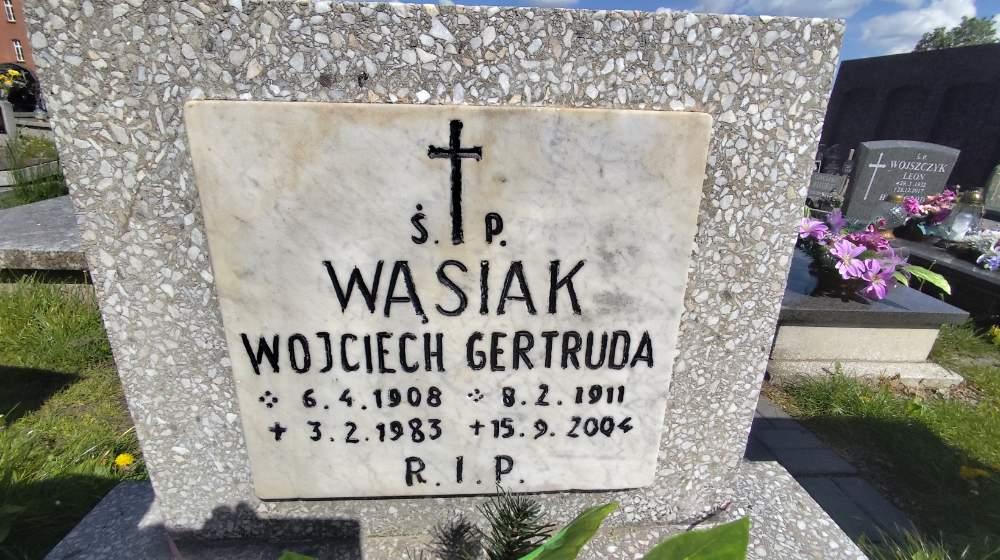 Ś. P.
WĄSIAK
WOJCIECH GERTRUDA
6.4.1908 8.2.1911
+ 3.2.1983 +15.9.2004
R.I.P.
Ś.P.
WOJSZCZYK
LEON